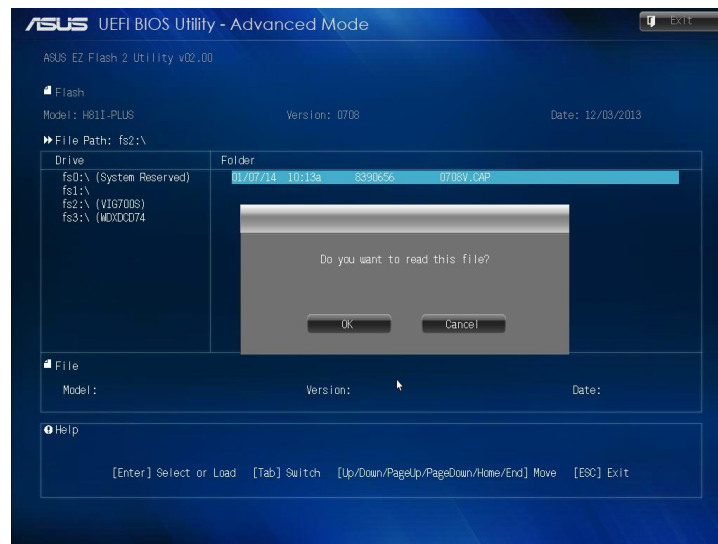 ASUS UEFI BIOS Utility - Advanced Mode
Exit
ASUS EZ Flash 2 Utility v02.00
Flash
Model: H81I-PLUS Version: 0708 Date: 12/03/2013
File Path: fs2:\
Drive Folder
fs0:\ (System Reserved) 01/07/14 10:13a 8390656 0708V.CAP
fs1:\
fs2:\ (VIG700S)
fs3:\ (WDXDCD74
Do you want to read this file?
OK Cancel
File
Model: Version: Date:
Help
[Enter] Select or Load [Tab] Switch [Up/Down/PageUp/PageDown/Home/End] Move [ESC] Exit